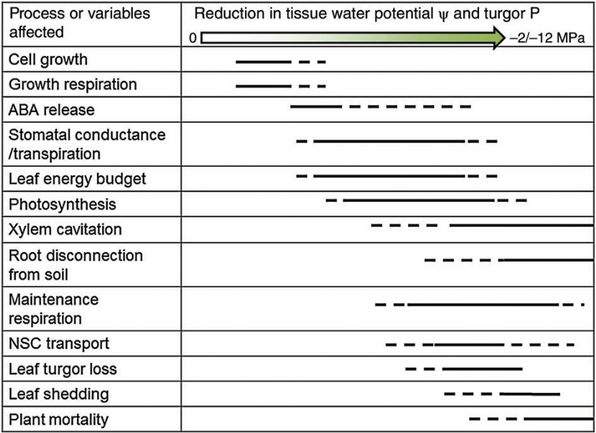 Process or variables
affected
Reduction in tissue water potential ψ and turgor P
0
–2/–12 MPa
Cell growth
Growth respiration
ABA release
Stomatal conductance
/transpiration
Leaf energy budget
Photosynthesis
Xylem cavitation
Root disconnection
from soil
Maintenance
respiration
NSC transport
Leaf turgor loss
Leaf shedding
Plant mortality